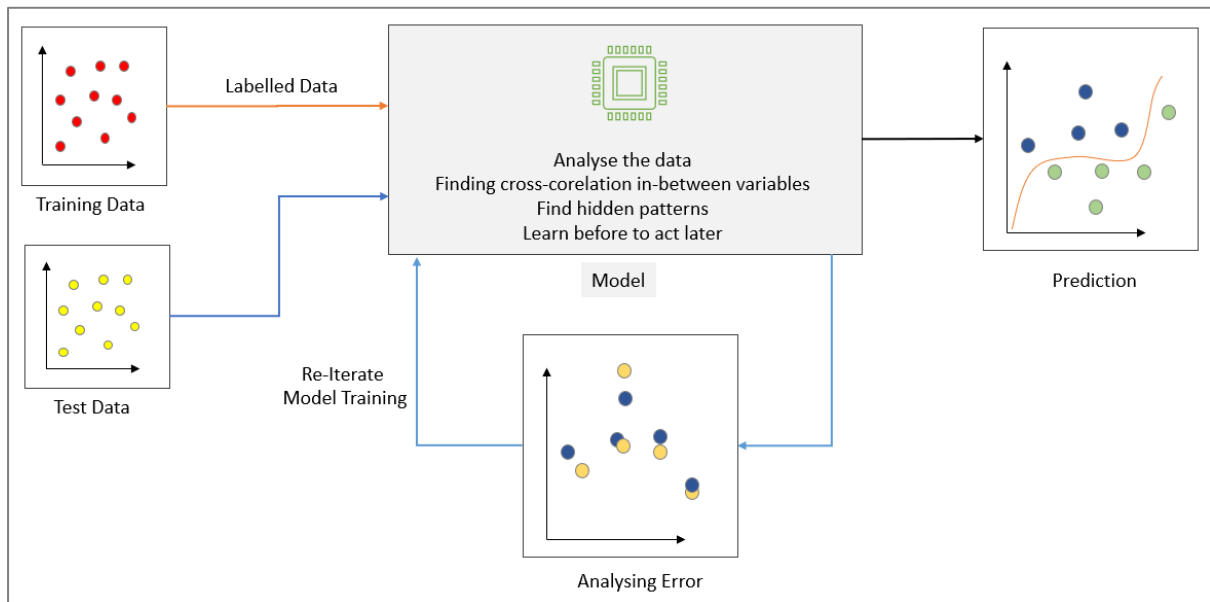 Labelled Data
Training Data
Test Data
Analyse the data
Finding cross-corelation in-between variables
Find hidden patterns
Learn before to act later
Model
Re-Iterate
Model Training
Analysing Error
Prediction